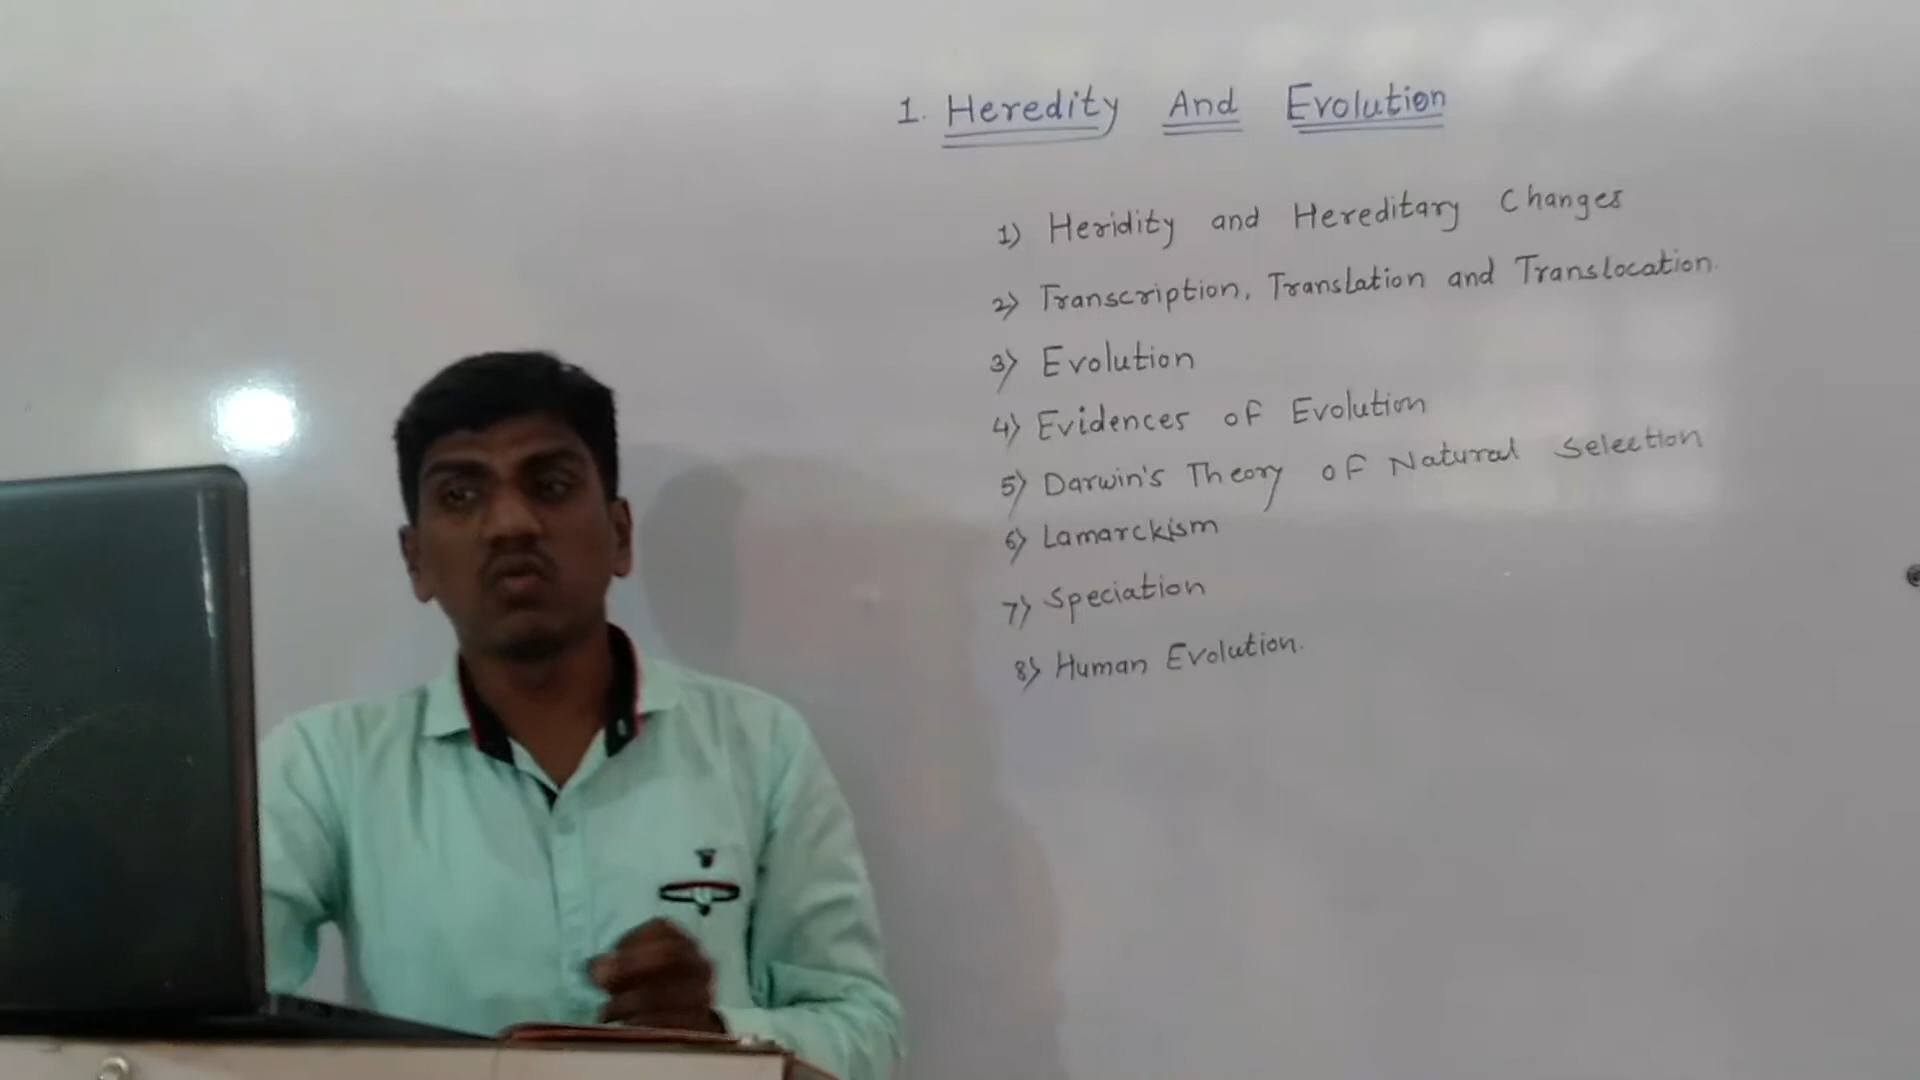 1. Heredity And Evolution
1) Heridity and Hereditary Changes
2) Transcription, Translation and Translocation.
3) Evolution
4) Evidences of Evolution
5) Darwin's Theory of Natural Selection
6) Lamarckism
7) Speciation
8) Human Evolution.